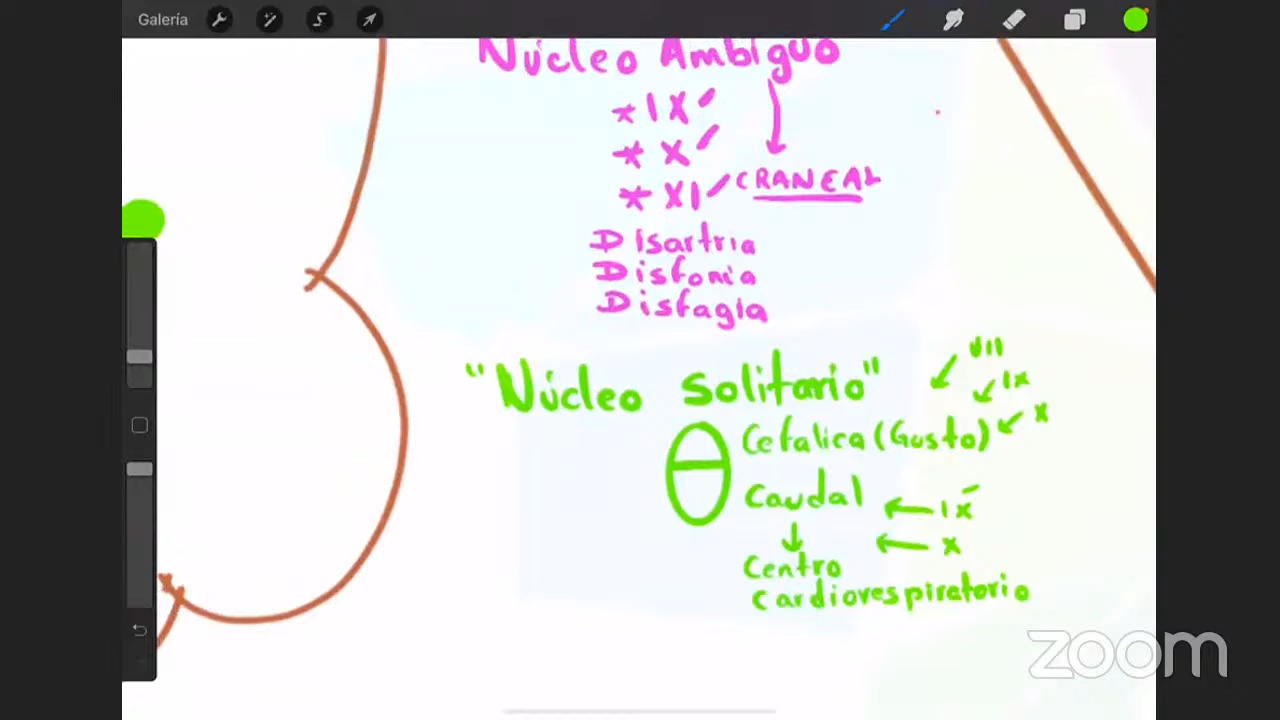 Galería
Núcleo Ambiguo
* IX
* X
* XI CRANEAL
Disartria
Disfonia
Disfagia
"Núcleo Solitario"
VII
IX
Cefalica (Gusto) X
Caudal
IX
X
Centro
Cardiorespiratorio
zoom